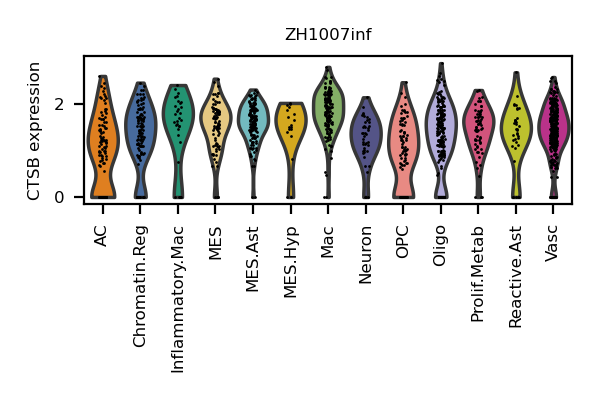 ZH1007inf
CTSB expression
2
0
AC
Chromatin.Reg
Inflammatory.Mac
MES
MES.Ast
MES.Hyp
Mac
Neuron
OPC
Oligo
Prolif.Metab
Reactive.Ast
Vasc